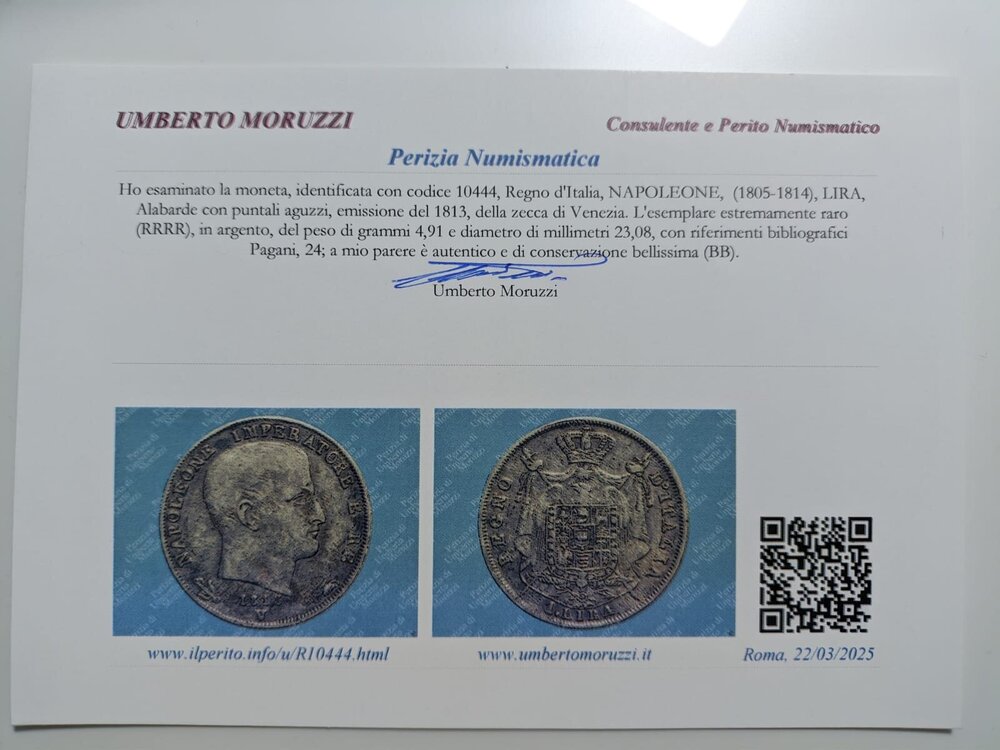 UMBERTO MORUZZI
Consulente e Perito Numismatico
Perizia Numismatica
Ho esaminato la moneta, identificata con codice 10444, Regno d'Italia, NAPOLEONE, (1805-1814), LIRA,
Alabarde con puntali aguzzi, emissione del 1813, della zecca di Venezia. L'esemplare estremamente raro
(RRRR), in argento, del peso di grammi 4,91 e diametro di millimetri 23,08, con riferimenti bibliografici
Pagani, 24; a mio parere è autentico e di conservazione bellissima (BB).
Umberto Moruzzi
NAPOLEONE IMPERATORE E RE
V
REGNO D'ITALIA
1.LIRA
www.ilperito.info/u/R10444.html
www.umbertomoruzzi.it
Roma, 22/03/2025